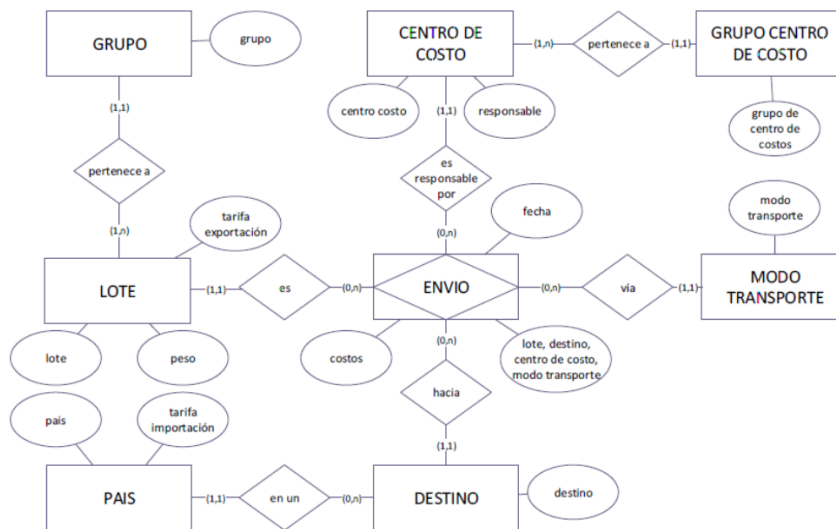 GRUPO
grupo
CENTRO DE
COSTO
(1,n)
pertenece a
(1,1)
GRUPO CENTRO
DE COSTO
centro costo
responsable
(1,1)
(1,1)
grupo de
centro de
costos
pertenece a
es
responsable
por
(1,n)
tarifa
exportación
(0,n)
fecha
modo
transporte
LOTE
(1,1)
es
(0,n)
ENVIO
(0,n)
via
(1,1)
MODO
TRANSPORTE
lote
peso
costos
(0,n)
lote, destino,
centro de costo,
modo transporte
pais
tarifa
importación
hacia
(1,1)
PAIS
(1,1)
en un
(0,n)
DESTINO
destino